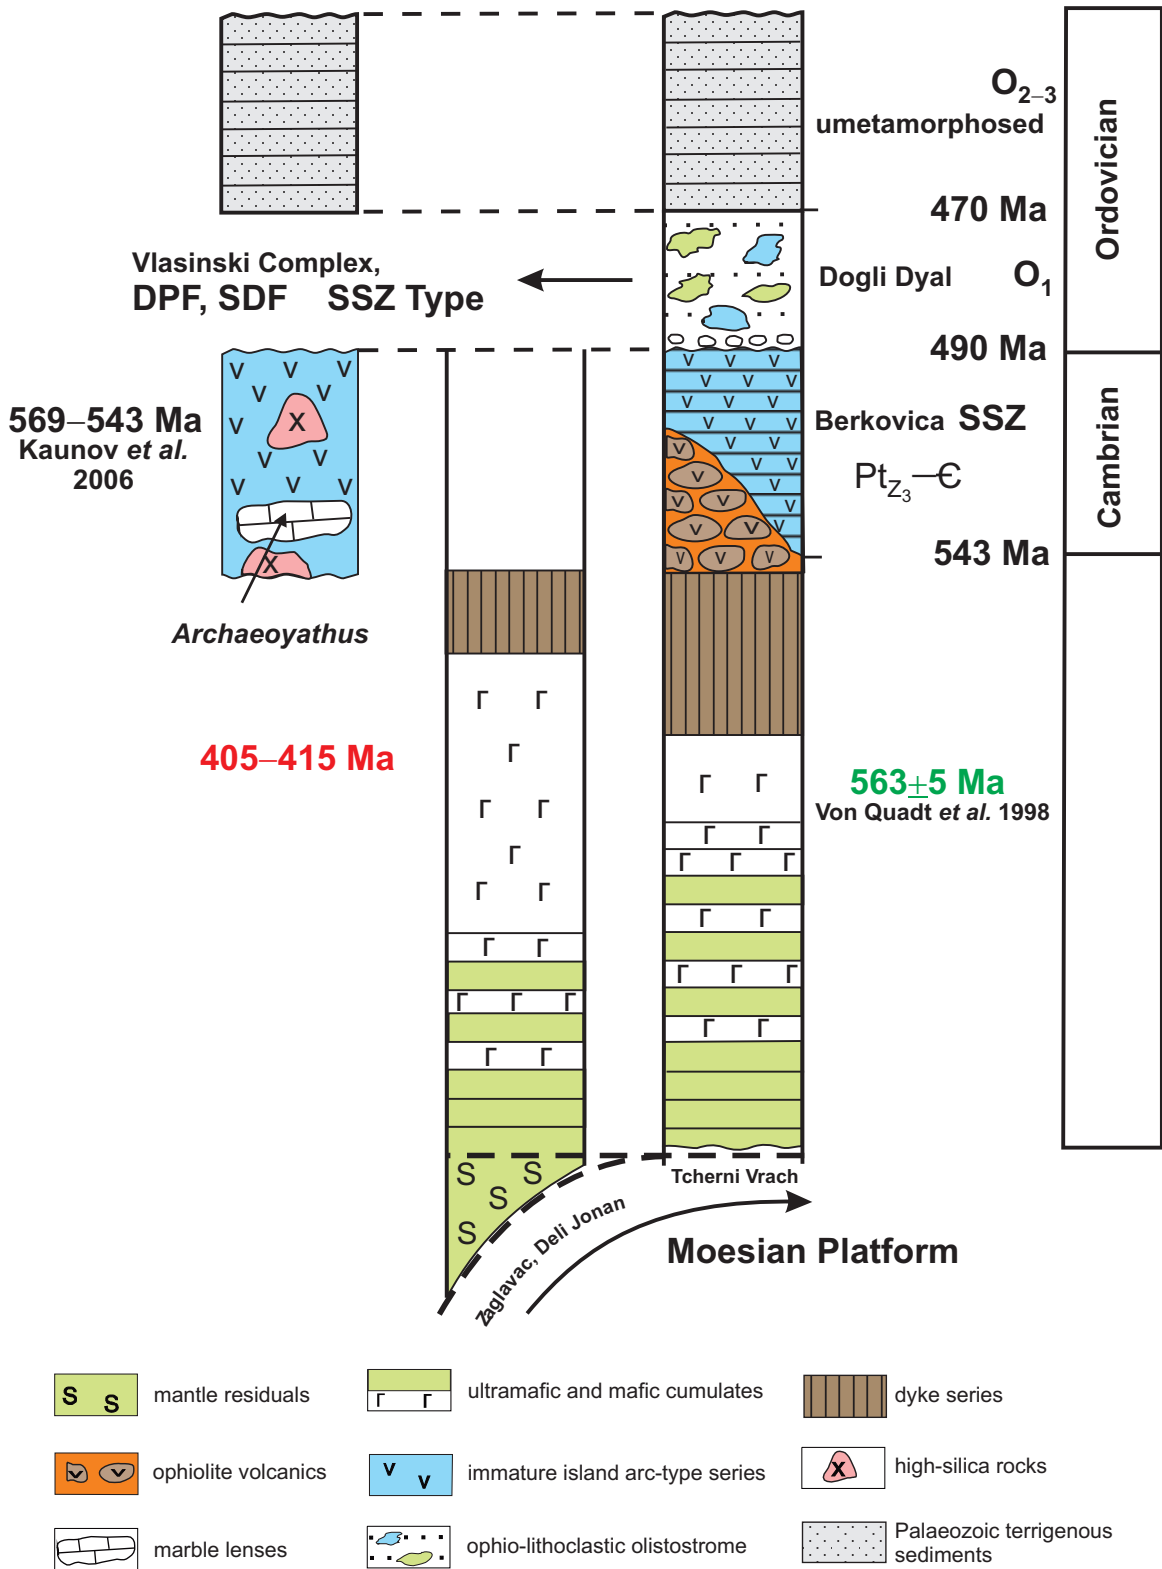 O2–3
umetamorphosed
Ordovician
470 Ma
Vlasinski Complex,
DPF, SDF SSZ Type
Dogli Dyal O1
490 Ma
569–543 Ma
Kaunov et al.
2006
Berkovica SSZ
PtZ3–Є
Cambrian
543 Ma
Archaeoyathus
405–415 Ma
563±5 Ma
Von Quadt et al. 1998
Tcherni Vrach
Zaglavac, Deli Jonan
Moesian Platform
S S mantle residuals
Γ Γ ultramafic and mafic cumulates
dyke series
v v ophiolite volcanics
v v immature island arc-type series
x high-silica rocks
marble lenses
ophio-lithoclastic olistostrome
Palaeozoic terrigenous
sediments